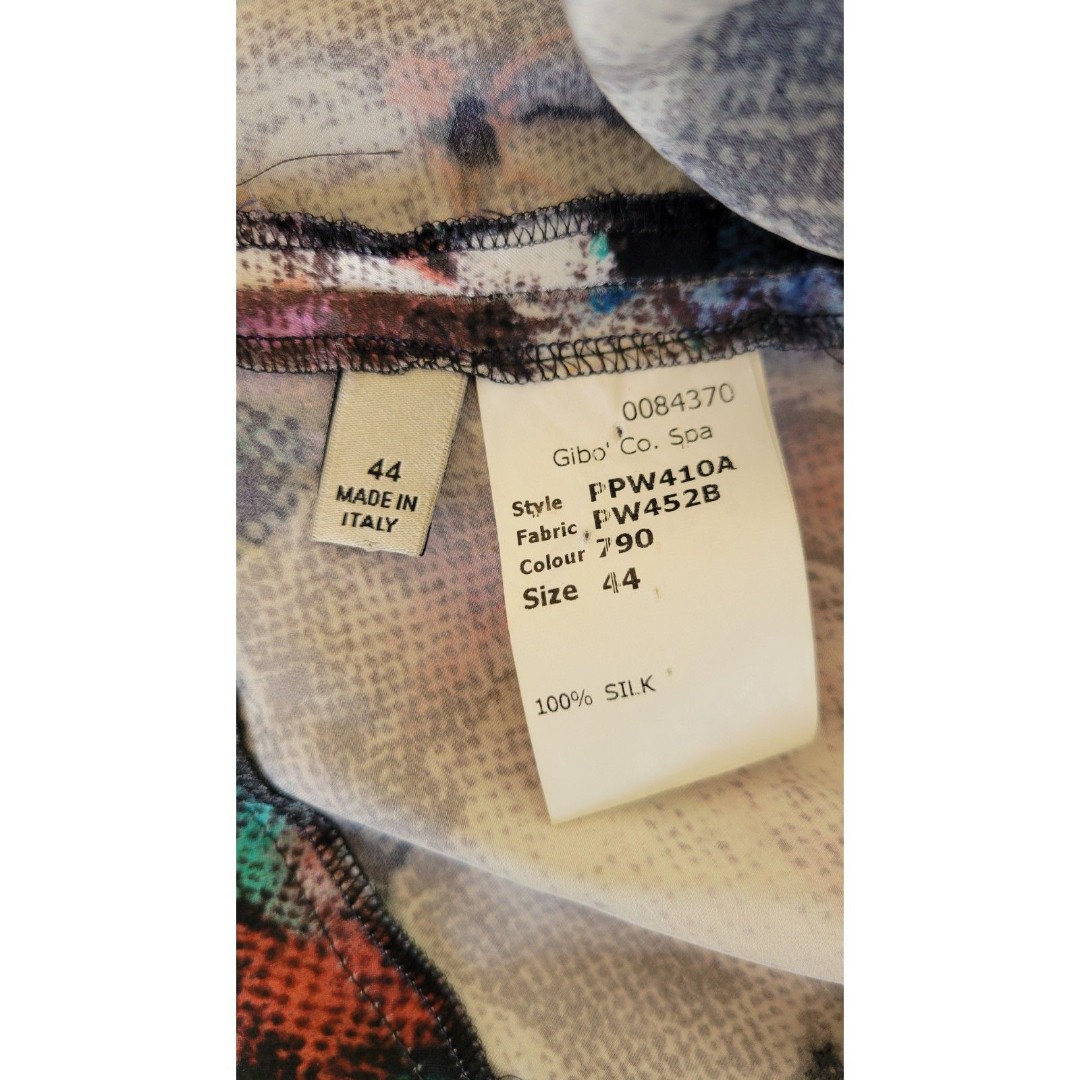 44
MADE IN
ITALY
0084370
Gibo' Co. Spa
Style PPW410A
Fabric PW452B
Colour 790
Size 44
100% SILK